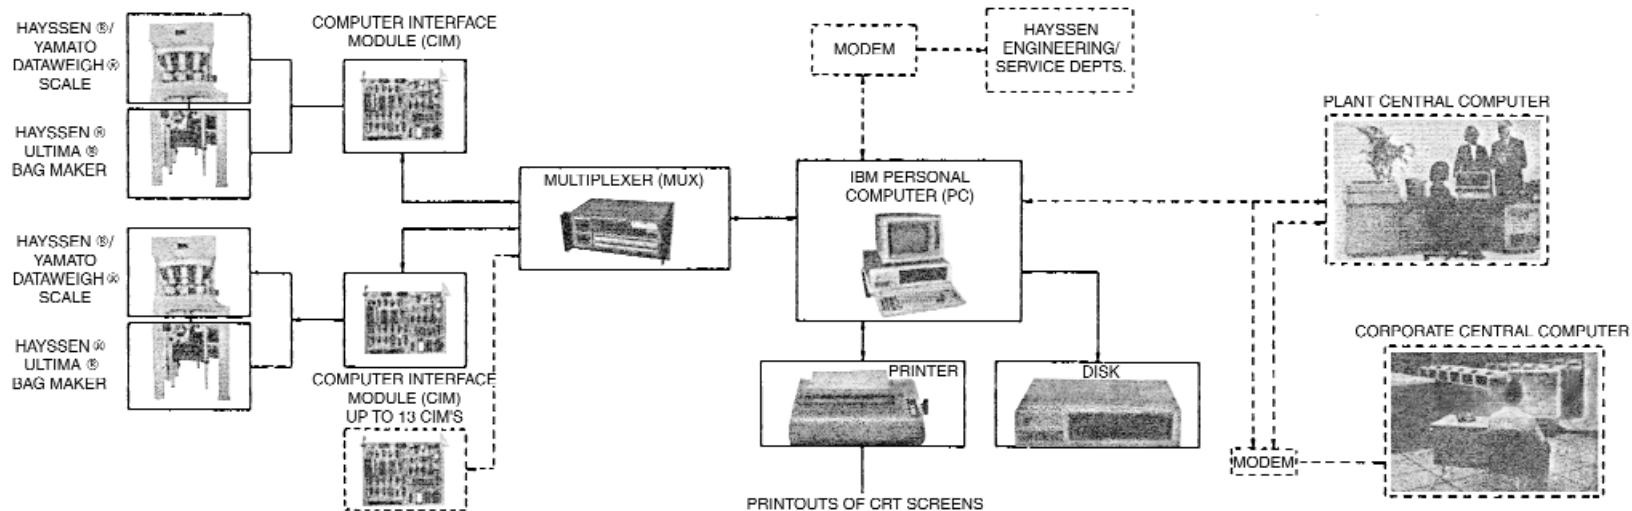 HAYSSEN ®/
YAMATO
DATAWEIGH ®
SCALE
HAYSSEN ®
ULTIMA ®
BAG MAKER
HAYSSEN ®/
YAMATO
DATAWEIGH ®
SCALE
HAYSSEN ®
ULTIMA ®
BAG MAKER
COMPUTER INTERFACE
MODULE (CIM)
COMPUTER INTERFACE
MODULE (CIM)
UP TO 13 CIM'S
MULTIPLEXER (MUX)
MODEM
HAYSSEN
ENGINEERING/
SERVICE DEPTS.
IBM PERSONAL
COMPUTER (PC)
PRINTER
DISK
PRINTOUTS OF CRT SCREENS
PLANT CENTRAL COMPUTER
CORPORATE CENTRAL COMPUTER
MODEM